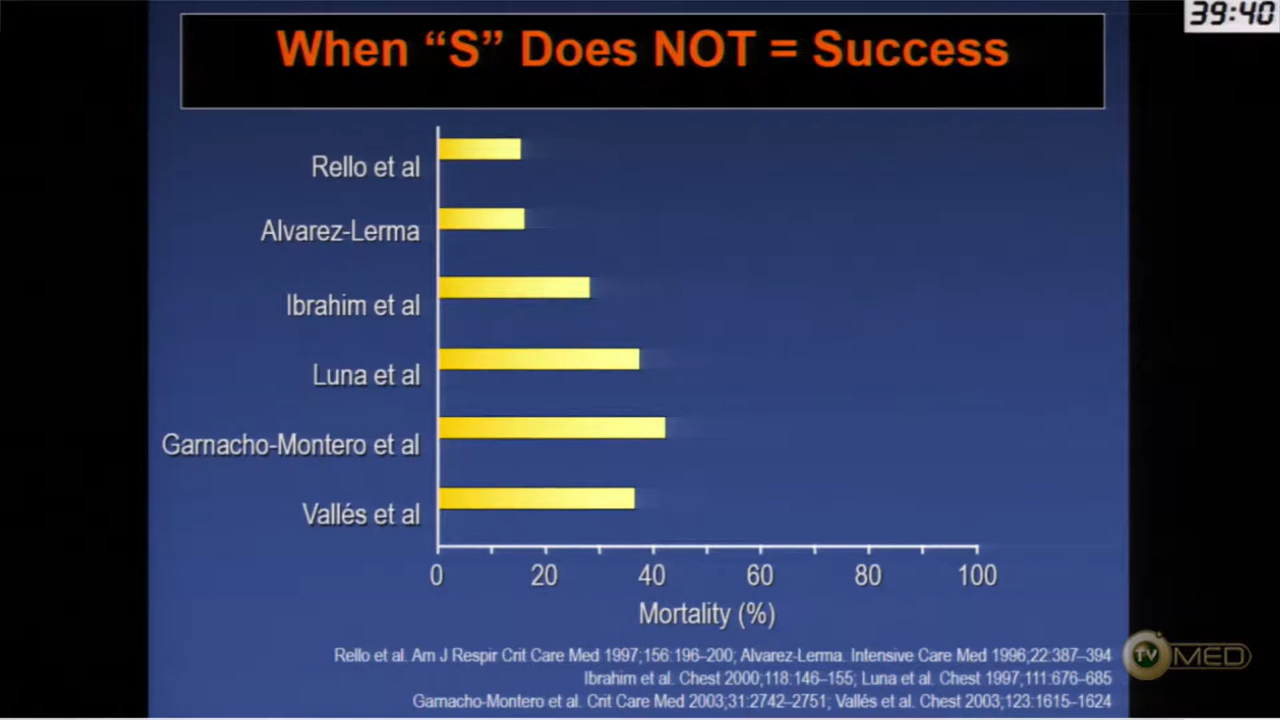 39:40
When “S” Does NOT = Success
Rello et al
Alvarez-Lerma
Ibrahim et al
Luna et al
Garnacho-Montero et al
Vallés et al
0 20 40 60 80 100
Mortality (%)
Rello et al. Am J Respir Crit Care Med 1997;156:196–200; Alvarez-Lerma. Intensive Care Med 1996;22:387–394
Ibrahim et al. Chest 2000;118:146–155; Luna et al. Chest 1997;111:676–685
Garnacho-Montero et al. Crit Care Med 2003;31:2742–2751; Vallés et al. Chest 2003;123:1615–1624
TV MED